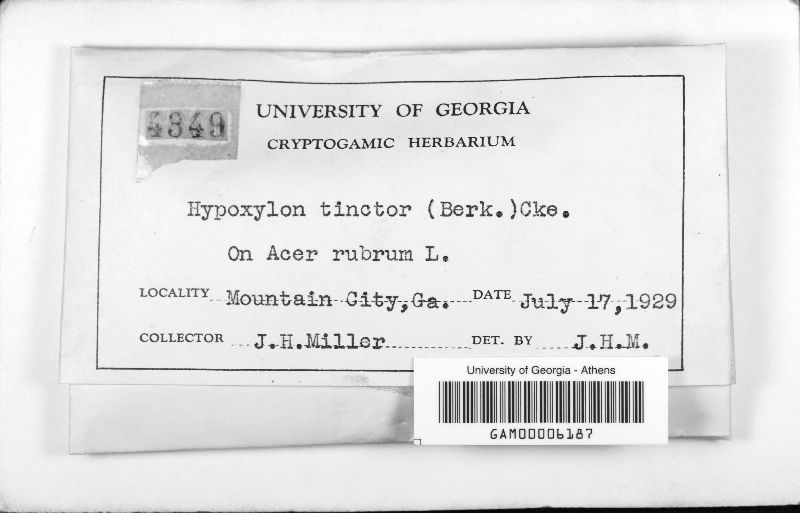 4349
UNIVERSITY OF GEORGIA
CRYPTOGAMIC HERBARIUM
Hypoxylon tinctor (Berk.)Cke.
On Acer rubrum L.
LOCALITY Mountain City,Ga. DATE July 17,1929
COLLECTOR J.H.Miller DET. BY J.H.M.
University of Georgia - Athens
GAM00006187